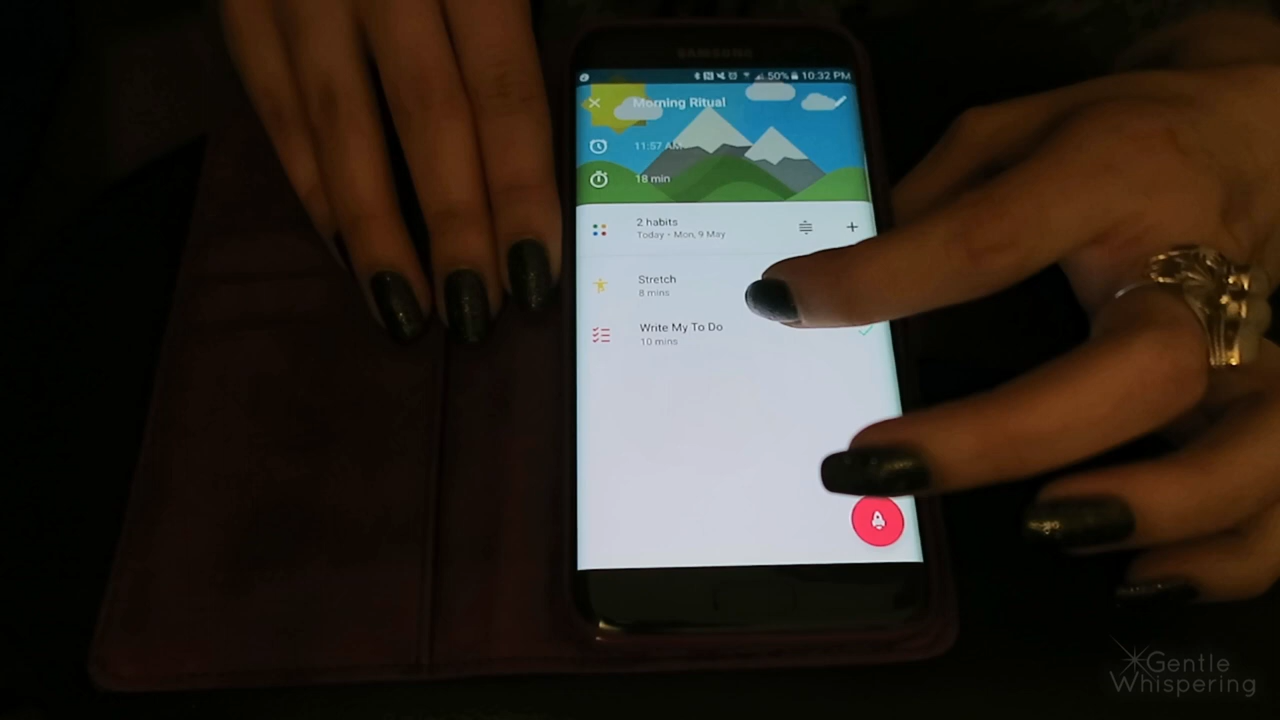 SAMSUNG
50% 10:32 PM
Morning Ritual
11:57 AM
18 min
2 habits
Today - Mon, 9 May
Stretch
8 mins
Write My To Do
10 mins
Gentle
Whispering